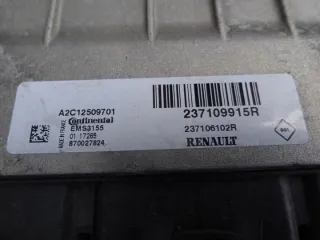 A2C12509701
Continental
EMS3155
01 17265
870027824
MADE IN FRANCE
237109915R
237106102R
RENAULT